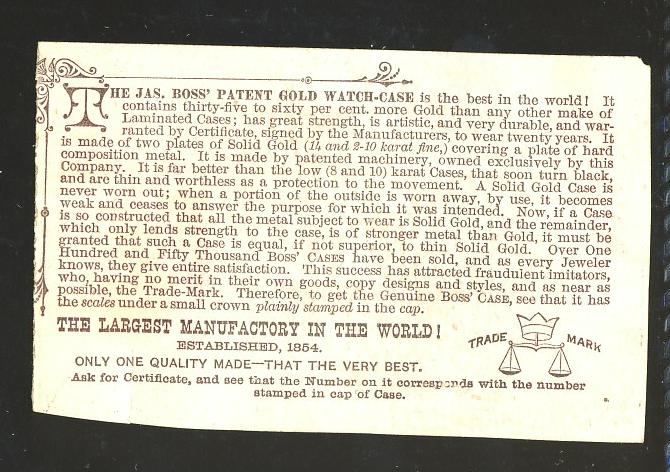 THE JAS. BOSS' PATENT GOLD WATCH-CASE is the best in the world! It
contains thirty-five to sixty per cent. more Gold than any other make of
Laminated Cases; has great strength, is artistic, and very durable, and war-
ranted by Certificate, signed by the Manufacturers, to wear twenty years. It
is made of two plates of Solid Gold (14 and 2-10 karat fine,) covering a plate of hard
composition metal. It is made by patented machinery, owned exclusively by this
Company. It is far better than the low (8 and 10) karat Cases, that soon turn black,
and are thin and worthless as a protection to the movement. A Solid Gold Case is
never worn out; when a portion of the outside is worn away, by use, it becomes
weak and ceases to answer the purpose for which it was intended. Now, if a Case
is so constructed that all the metal subject to wear is Solid Gold, and the remainder,
which only lends strength to the case, is of stronger metal than Gold, it must be
granted that such a Case is equal, if not superior, to thin Solid Gold. Over One
Hundred and Fifty Thousand BOSS' CASES have been sold, and as every Jeweler
knows, they give entire satisfaction. This success has attracted fraudulent imitators,
who, having no merit in their own goods, copy designs and styles, and as near as
possible, the Trade-Mark. Therefore, to get the Genuine BOSS' CASE, see that it has
the scales under a small crown plainly stamped in the cap.
THE LARGEST MANUFACTORY IN THE WORLD!
ESTABLISHED, 1854.
ONLY ONE QUALITY MADE—THAT THE VERY BEST.
TRADE MARK
Ask for Certificate, and see that the Number on it corresponds with the number
stamped in cap of Case.